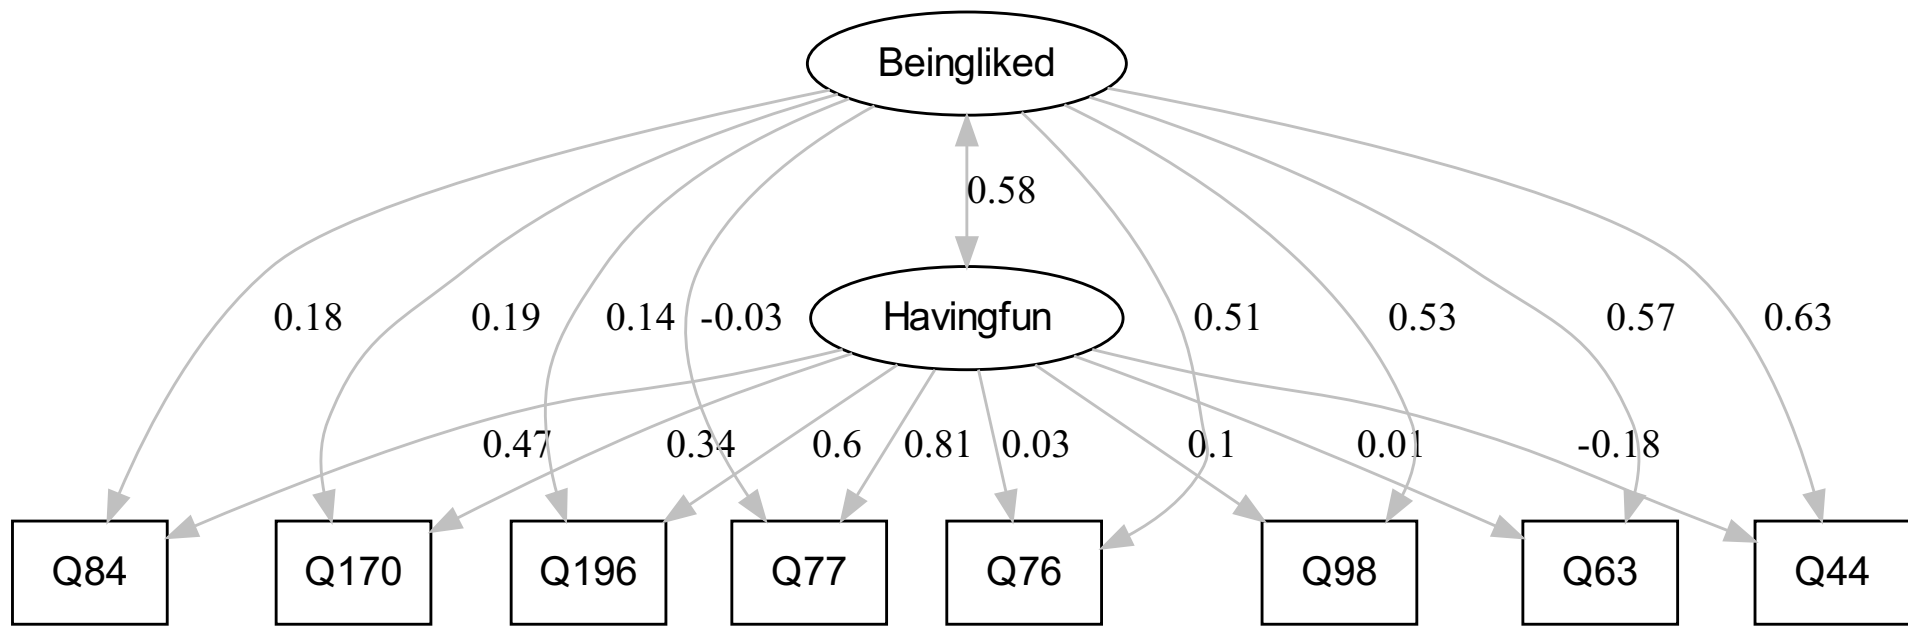 Beingliked
0.58
0.18 0.19 0.14 -0.03 Havingfun 0.51 0.53 0.57 0.63
0.47 0.34 0.6 0.81 0.03 0.1 0.01 -0.18
Q84 Q170 Q196 Q77 Q76 Q98 Q63 Q44